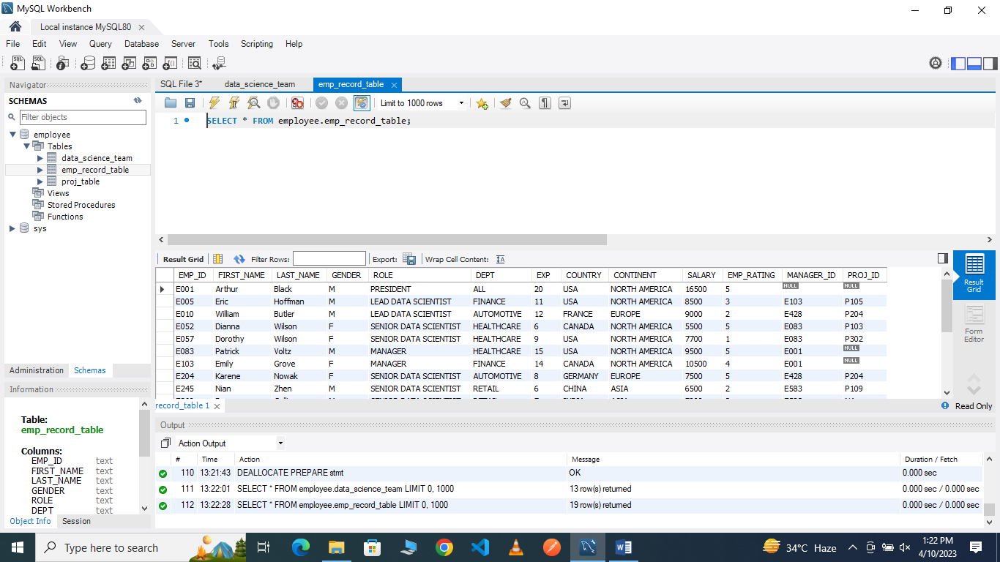 MySQL Workbench
Local instance MySQL80
File Edit View Query Database Server Tools Scripting Help
Navigator
SCHEMAS
Filter objects
employee
Tables
data_science_team
emp_record_table
proj_table
Views
Stored Procedures
Functions
sys
Administration Schemas
Information
Table:
emp_record_table
Columns:
EMP_ID text
FIRST_NAME text
LAST_NAME text
GENDER text
ROLE text
DEPT text
Object Info Session
SQL File 3* data_science_team emp_record_table
Limit to 1000 rows
1 SELECT * FROM employee.emp_record_table;
Result Grid Filter Rows: Export: Wrap Cell Content:
EMP_ID FIRST_NAME LAST_NAME GENDER ROLE DEPT EXP COUNTRY CONTINENT SALARY EMP_RATING MANAGER_ID PROJ_ID
E001 Arthur Black M PRESIDENT ALL 20 USA NORTH AMERICA 16500 5 NULL NULL
E005 Eric Hoffman M LEAD DATA SCIENTIST FINANCE 11 USA NORTH AMERICA 8500 3 E103 P105
E010 William Butler M LEAD DATA SCIENTIST AUTOMOTIVE 12 FRANCE EUROPE 9000 2 E428 P204
E052 Dianna Wilson F SENIOR DATA SCIENTIST HEALTHCARE 6 CANADA NORTH AMERICA 5500 5 E083 P103
E057 Dorothy Wilson F SENIOR DATA SCIENTIST HEALTHCARE 9 USA NORTH AMERICA 7700 1 E083 P302
E083 Patrick Voltz M MANAGER HEALTHCARE 15 USA NORTH AMERICA 9500 5 E001 NULL
E103 Emily Grove F MANAGER FINANCE 14 CANADA NORTH AMERICA 10500 4 E001 NULL
E204 Karene Nowak F SENIOR DATA SCIENTIST AUTOMOTIVE 8 GERMANY EUROPE 7500 5 E428 P204
E245 Nian Zhen M SENIOR DATA SCIENTIST RETAIL 6 CHINA ASIA 6500 2 E583 P109
Result
Grid
Form
Editor
record_table 1
Read Only
Output
Action Output
# Time Action Message Duration / Fetch
110 13:21:43 DEALLOCATE PREPARE stmt OK 0.000 sec
111 13:22:01 SELECT * FROM employee.data_science_team LIMIT 0, 1000 13 row(s) returned 0.000 sec / 0.000 sec
112 13:22:28 SELECT * FROM employee.emp_record_table LIMIT 0, 1000 19 row(s) returned 0.000 sec / 0.000 sec
Type here to search
34°C Haze
1:22 PM
4/10/2023